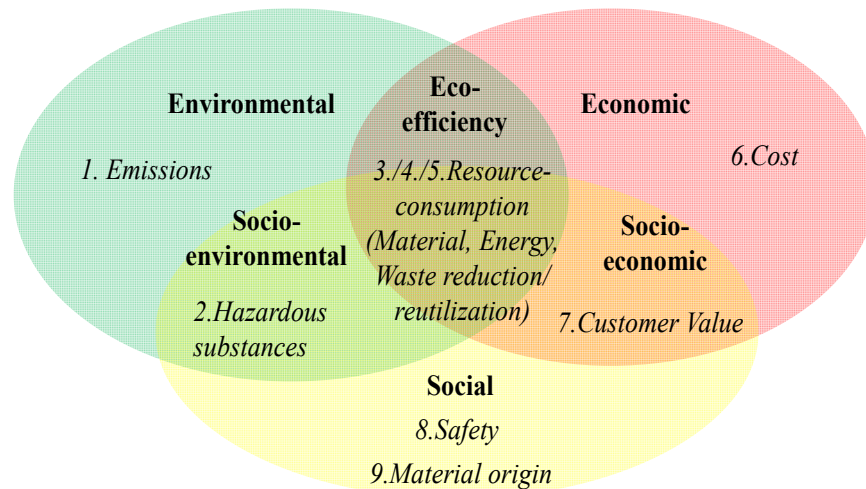 Environmental
1. Emissions
Eco-
efficiency
3./4./5.Resource-
consumption
(Material, Energy,
Waste reduction/
reutilization)
Economic
6.Cost
Socio-
environmental
2.Hazardous
substances
Socio-
economic
7.Customer Value
Social
8.Safety
9.Material origin